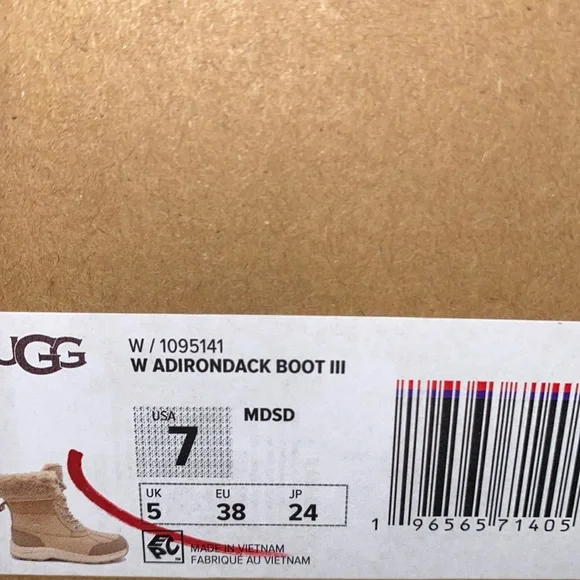 UGG
W / 1095141
W ADIRONDACK BOOT III
USA
7
MDSD
UK EU JP
5 38 24
MADE IN VIETNAM
FABRIQUÉ AU VIETNAM
1 96565 71405